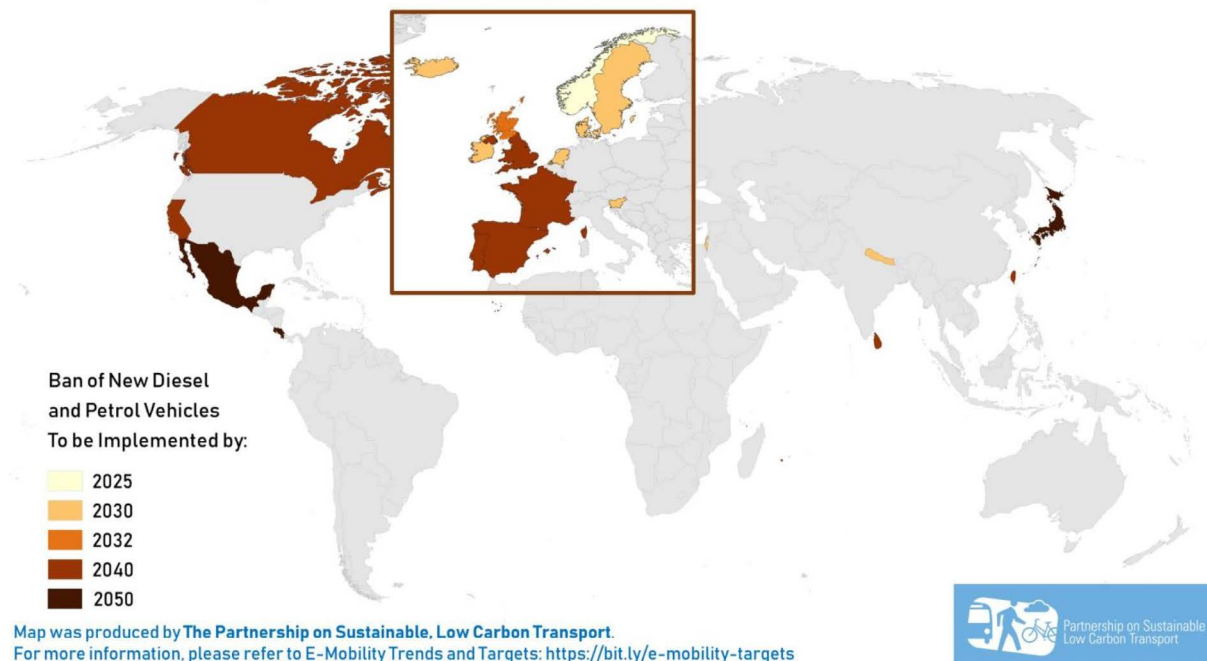 Ban of New Diesel
and Petrol Vehicles
To be Implemented by:
2025
2030
2032
2040
2050
Map was produced by The Partnership on Sustainable, Low Carbon Transport.
For more information, please refer to E-Mobility Trends and Targets: https://bit.ly/e-mobility-targets
Partnership on Sustainable
Low Carbon Transport